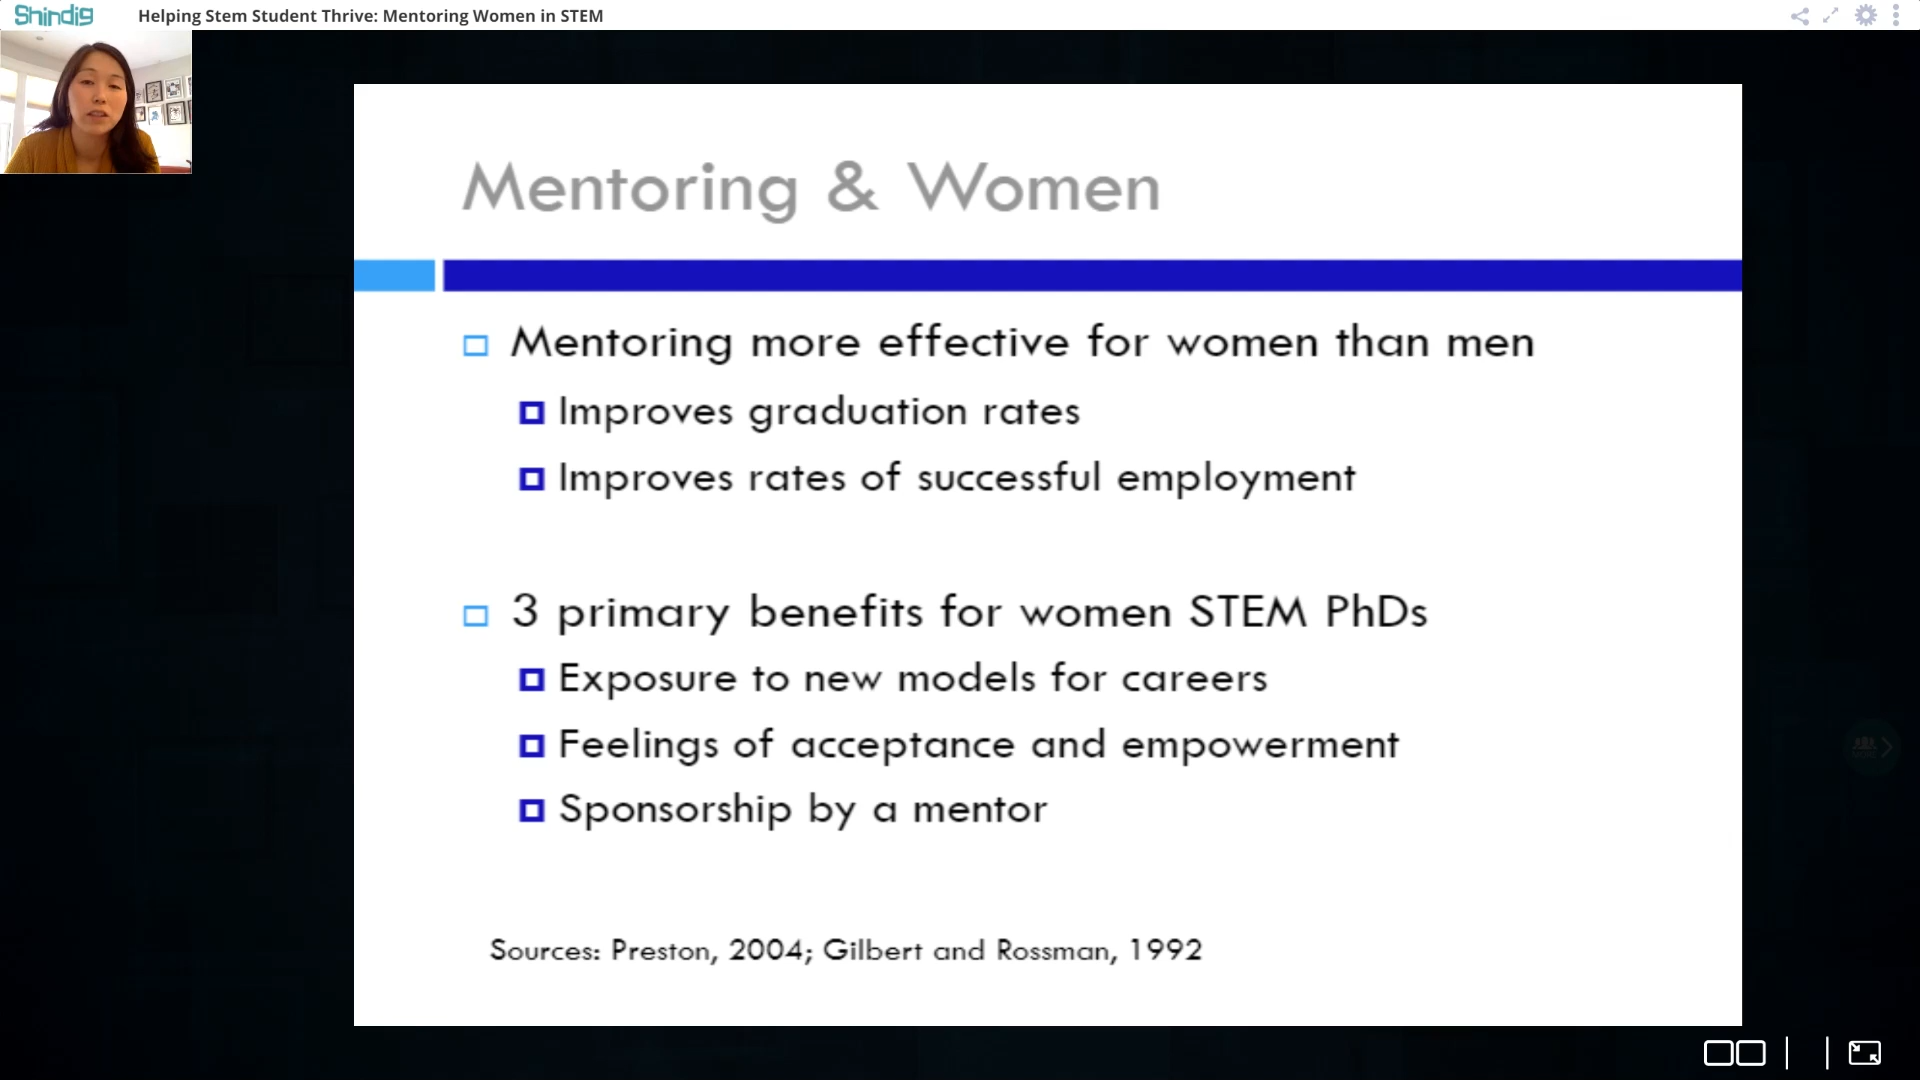 Shindig
Helping Stem Student Thrive: Mentoring Women in STEM
Mentoring & Women
Mentoring more effective for women than men
Improves graduation rates
Improves rates of successful employment
3 primary benefits for women STEM PhDs
Exposure to new models for careers
Feelings of acceptance and empowerment
Sponsorship by a mentor
Sources: Preston, 2004; Gilbert and Rossman, 1992